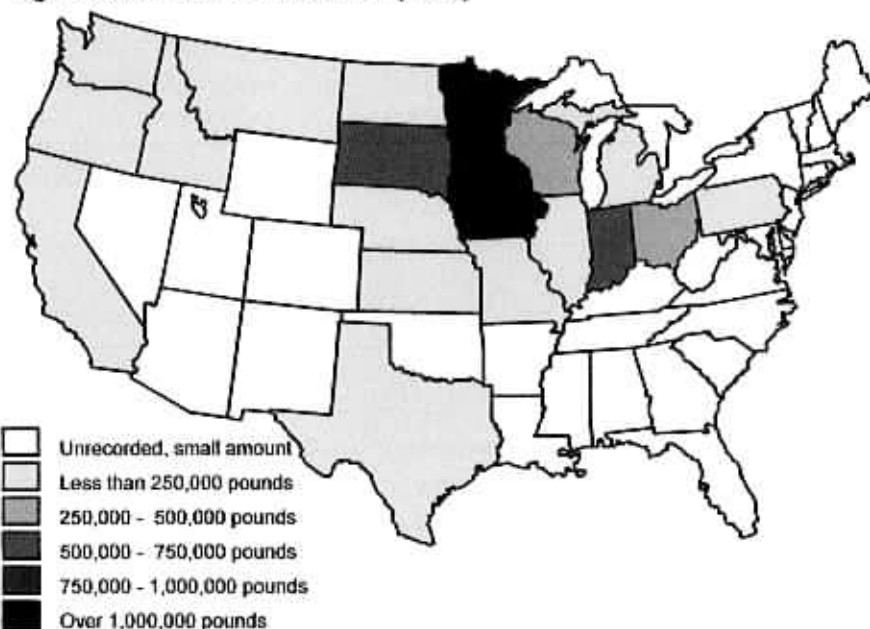 Unrecorded, small amount
Less than 250,000 pounds
250,000 - 500,000 pounds
500,000 - 750,000 pounds
750,000 - 1,000,000 pounds
Over 1,000,000 pounds